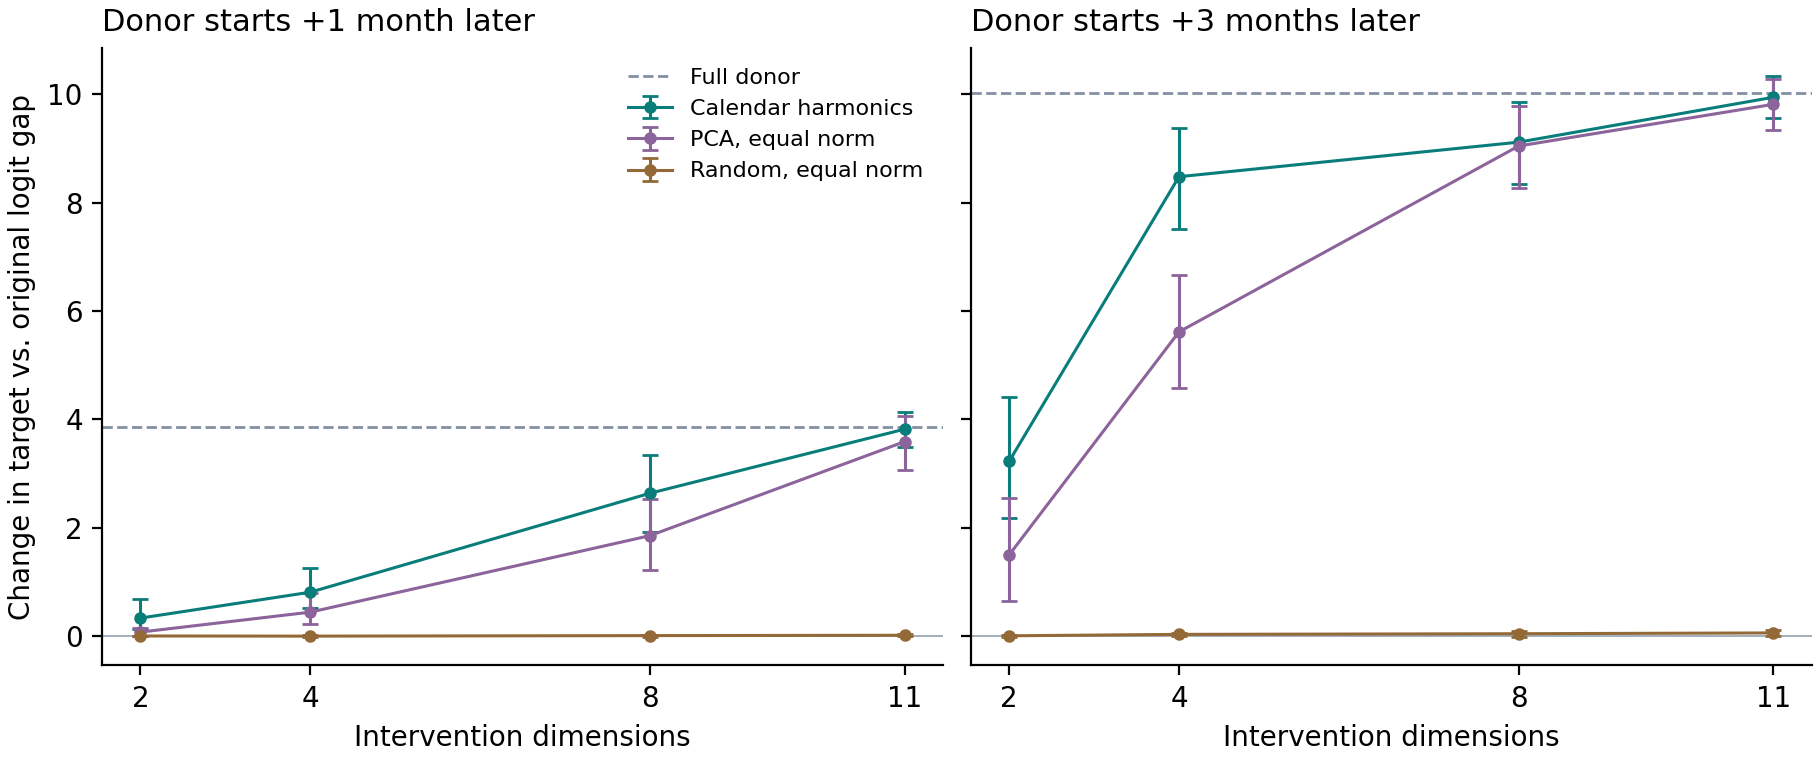 Donor starts +1 month later
Donor starts +3 months later
Change in target vs. original logit gap
10
8
6
4
2
0
Full donor
Calendar harmonics
PCA, equal norm
Random, equal norm
2 4 8 11
2 4 8 11
Intervention dimensions
Intervention dimensions